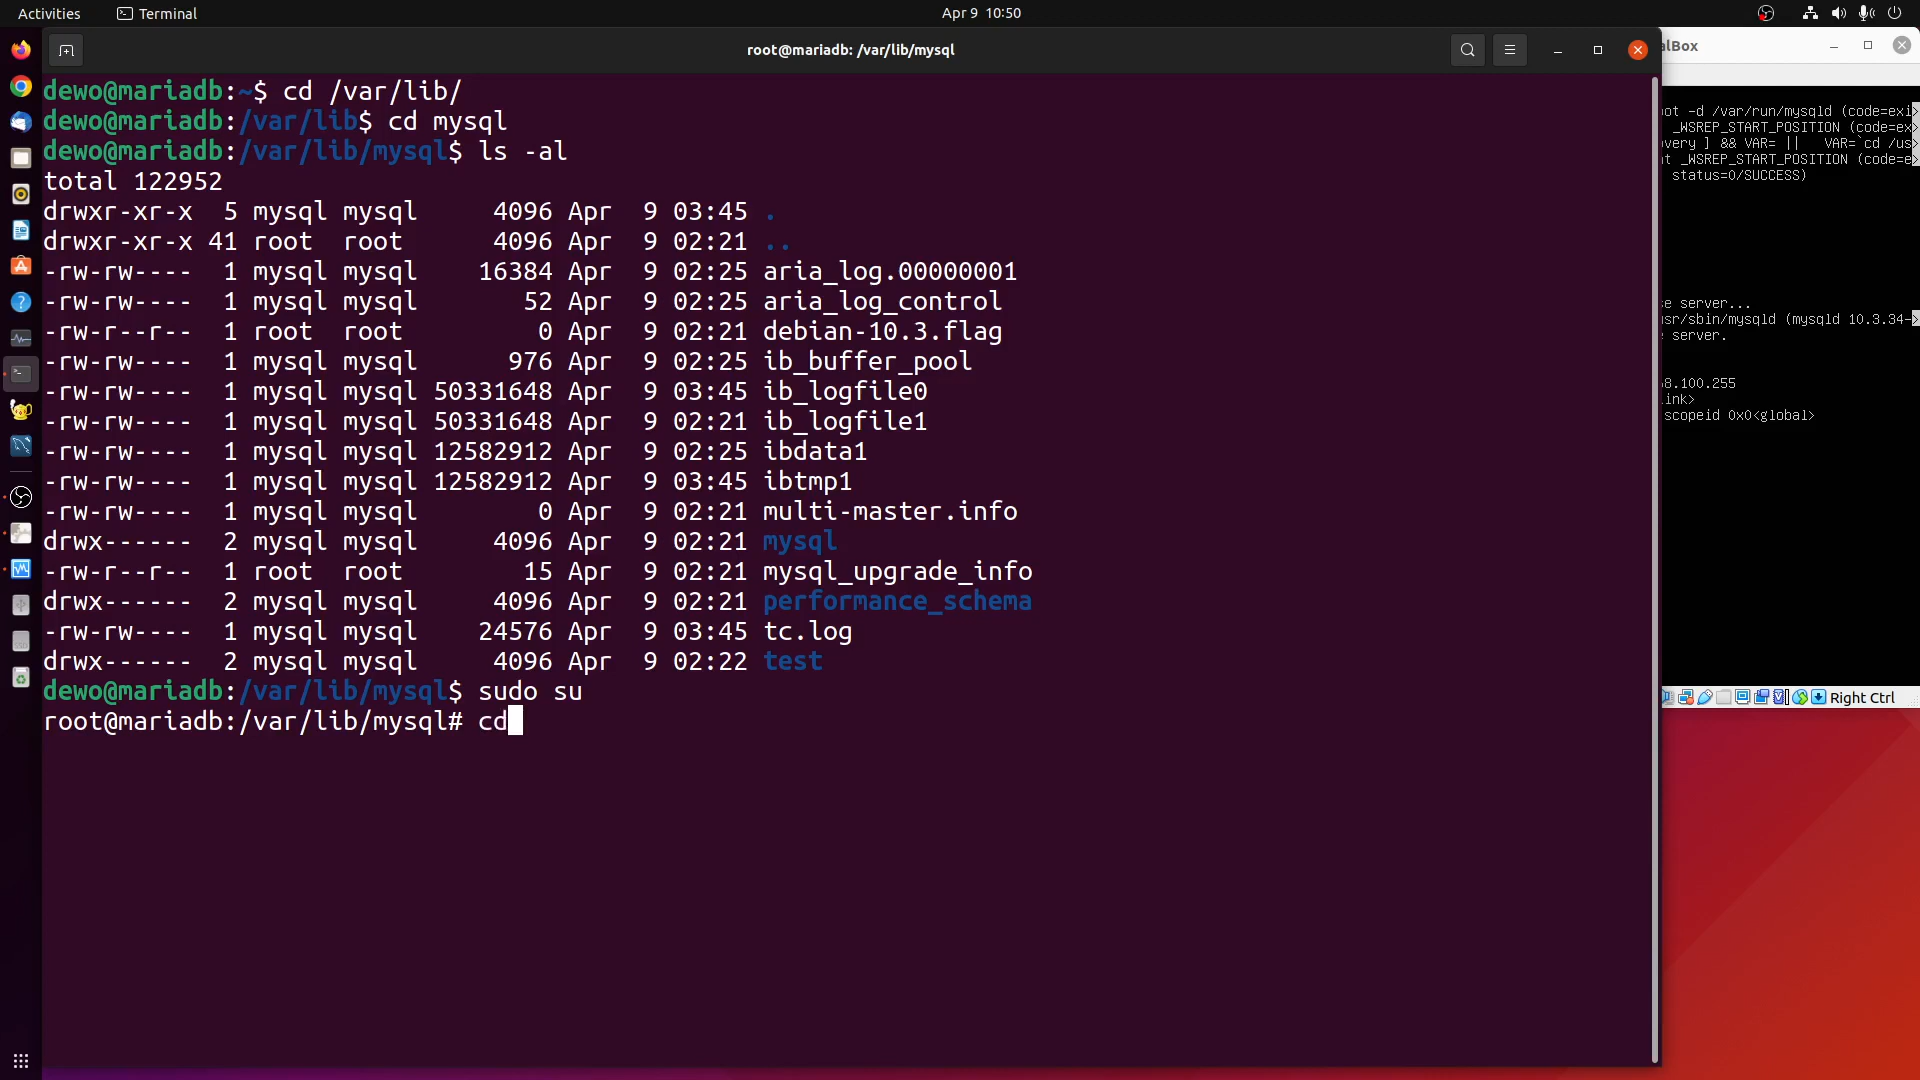 Activities Terminal Apr 9 10:50
root@mariadb: /var/lib/mysql
alBox
dewo@mariadb:~$ cd /var/lib/
dewo@mariadb:/var/lib$ cd mysql
dewo@mariadb:/var/lib/mysql$ ls -al
total 122952
drwxr-xr-x 5 mysql mysql 4096 Apr 9 03:45 .
drwxr-xr-x 41 root root 4096 Apr 9 02:21 ..
-rw-rw---- 1 mysql mysql 16384 Apr 9 02:25 aria_log.00000001
-rw-rw---- 1 mysql mysql 52 Apr 9 02:25 aria_log_control
-rw-r--r-- 1 root root 0 Apr 9 02:21 debian-10.3.flag
-rw-rw---- 1 mysql mysql 976 Apr 9 02:25 ib_buffer_pool
-rw-rw---- 1 mysql mysql 50331648 Apr 9 03:45 ib_logfile0
-rw-rw---- 1 mysql mysql 50331648 Apr 9 02:21 ib_logfile1
-rw-rw---- 1 mysql mysql 12582912 Apr 9 02:25 ibdata1
-rw-rw---- 1 mysql mysql 12582912 Apr 9 03:45 ibtmp1
-rw-rw---- 1 mysql mysql 0 Apr 9 02:21 multi-master.info
drwx------ 2 mysql mysql 4096 Apr 9 02:21 mysql
-rw-r--r-- 1 root root 15 Apr 9 02:21 mysql_upgrade_info
drwx------ 2 mysql mysql 4096 Apr 9 02:21 performance_schema
-rw-rw---- 1 mysql mysql 24576 Apr 9 03:45 tc.log
drwx------ 2 mysql mysql 4096 Apr 9 02:22 test
dewo@mariadb:/var/lib/mysql$ sudo su
root@mariadb:/var/lib/mysql# cd
oot -d /var/run/mysqld (code=exi>
_WSREP_START_POSITION (code=ex>
overy ] && VAR= || VAR=`cd /us>
t _WSREP_START_POSITION (code=e>
status=0/SUCCESS)
se server...
usr/sbin/mysqld (mysqld 10.3.34->
e server.
68.100.255
link>
scopeid 0x0<global>
Right Ctrl